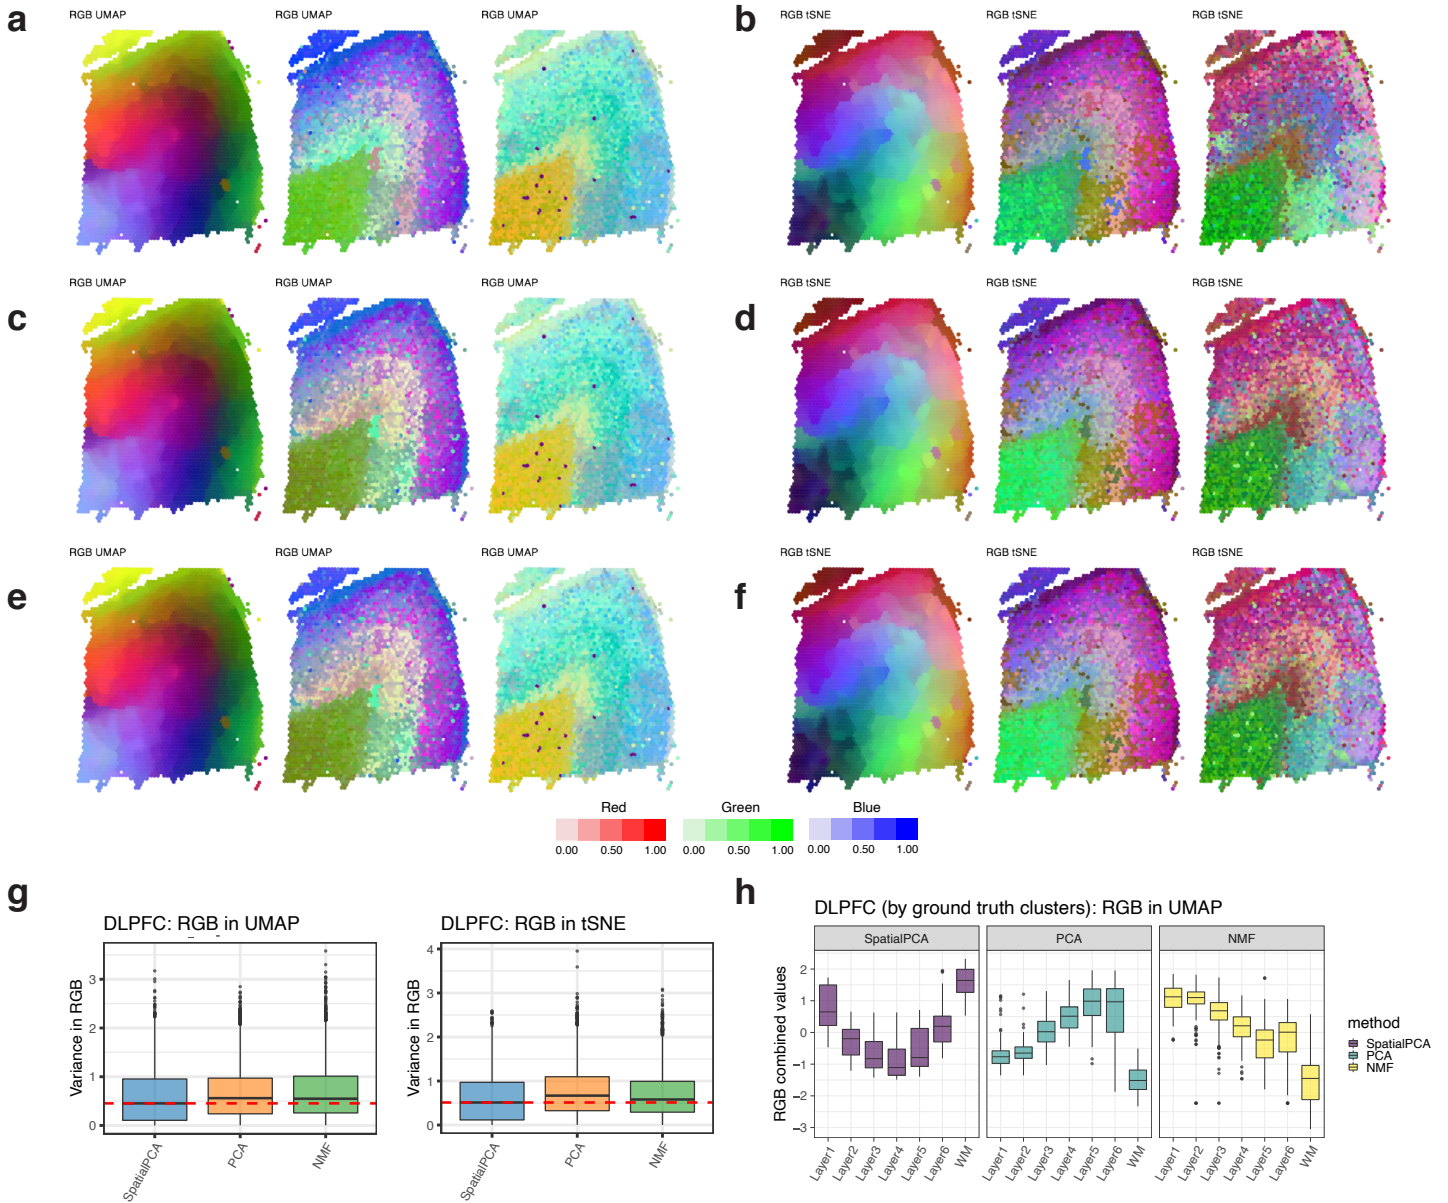 a
RGB UMAP
RGB UMAP
RGB UMAP
b
RGB tSNE
RGB tSNE
RGB tSNE
c
RGB UMAP
RGB UMAP
RGB UMAP
d
RGB tSNE
RGB tSNE
RGB tSNE
e
RGB UMAP
RGB UMAP
RGB UMAP
f
RGB tSNE
RGB tSNE
RGB tSNE
Red
Green
Blue
0.00 0.50 1.00
0.00 0.50 1.00
0.00 0.50 1.00
g
DLPFC: RGB in UMAP
Variance in RGB
3
2
1
0
SpatialPCA
PCA
NMF
DLPFC: RGB in tSNE
Variance in RGB
4
3
2
1
0
SpatialPCA
PCA
NMF
h
DLPFC (by ground truth clusters): RGB in UMAP
SpatialPCA
PCA
NMF
RGB combined values
2
1
0
−1
−2
−3
Layer1
Layer2
Layer3
Layer4
Layer5
Layer6
WM
Layer1
Layer2
Layer3
Layer4
Layer5
Layer6
WM
Layer1
Layer2
Layer3
Layer4
Layer5
Layer6
WM
method
SpatialPCA
PCA
NMF